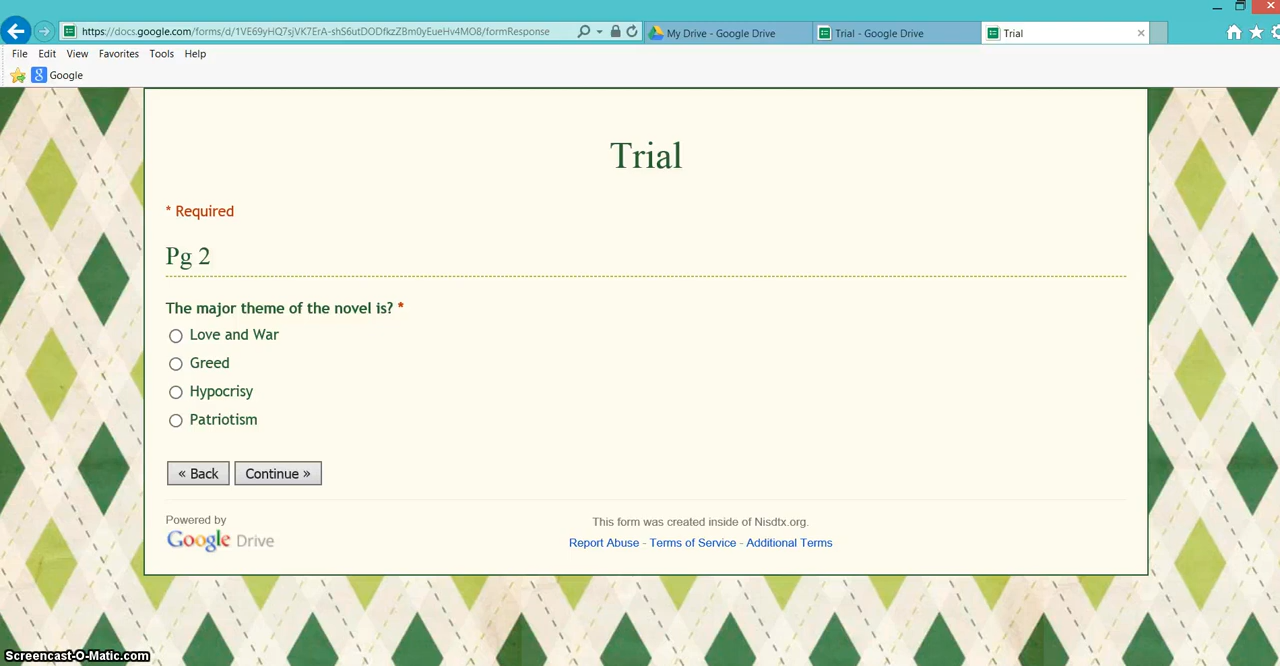 https://docs.google.com/forms/d/1VE69yHQ7sjVK7ErA-shS6utDODfkzZBm0yEueHv4MO8/formResponse
My Drive - Google Drive
Trial - Google Drive
Trial
File Edit View Favorites Tools Help
Google
Trial
* Required
Pg 2
The major theme of the novel is? *
Love and War
Greed
Hypocrisy
Patriotism
« Back
Continue »
Powered by
Google Drive
This form was created inside of Nisdtx.org.
Report Abuse - Terms of Service - Additional Terms
Screencast-O-Matic.com